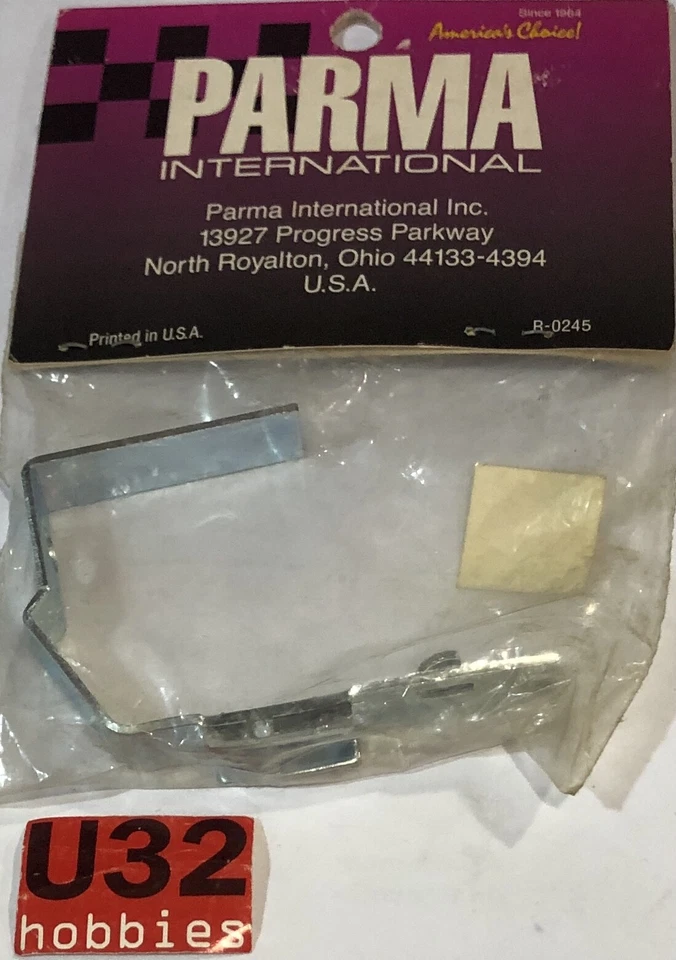 Since 1964
America's Choice!
PARMA
INTERNATIONAL
Parma International Inc.
13927 Progress Parkway
North Royalton, Ohio 44133-4394
U.S.A.
Printed in U.S.A.
R-0245
U32
hobbies